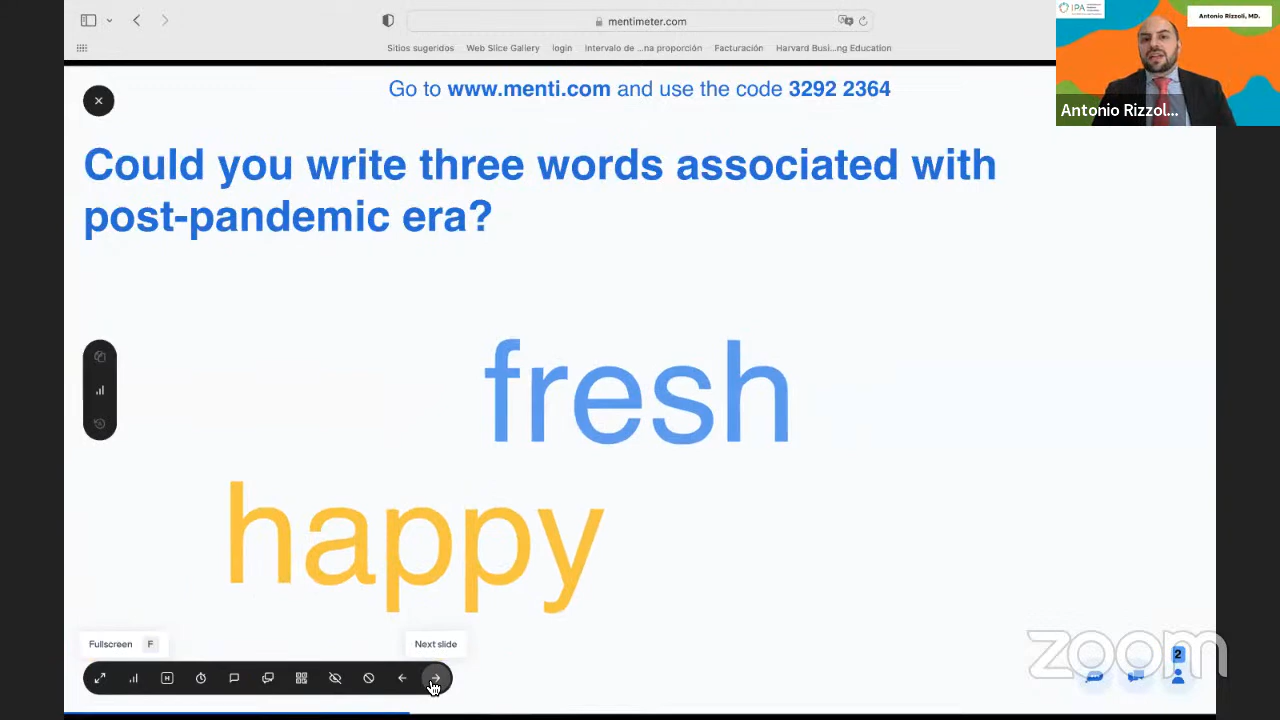 mentimeter.com
Sitios sugeridos Web Slice Gallery login Intervalo de ...na proporción Facturación Harvard Busi...ng Education
IPA
Antonio Rizzoli, MD.
Antonio Rizzol...
Go to www.menti.com and use the code 3292 2364
Could you write three words associated with
post-pandemic era?
fresh
happy
Fullscreen F
Next slide
zoom
2